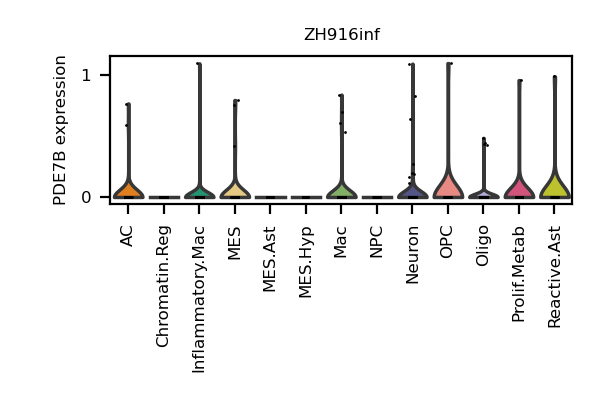 ZH916inf
PDE7B expression
1
0
AC
Chromatin.Reg
Inflammatory.Mac
MES
MES.Ast
MES.Hyp
Mac
NPC
Neuron
OPC
Oligo
Prolif.Metab
Reactive.Ast